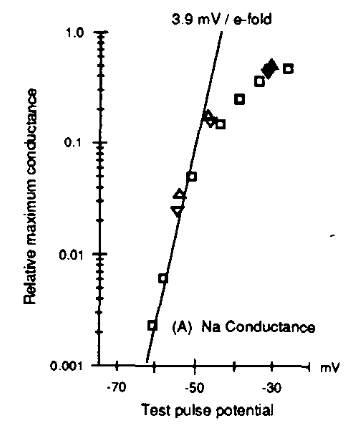 3.9 mV / e-fold
1.0
0.1
0.01
0.001
Relative maximum conductance
(A) Na Conductance
-70
-50
-30
mV
Test pulse potential